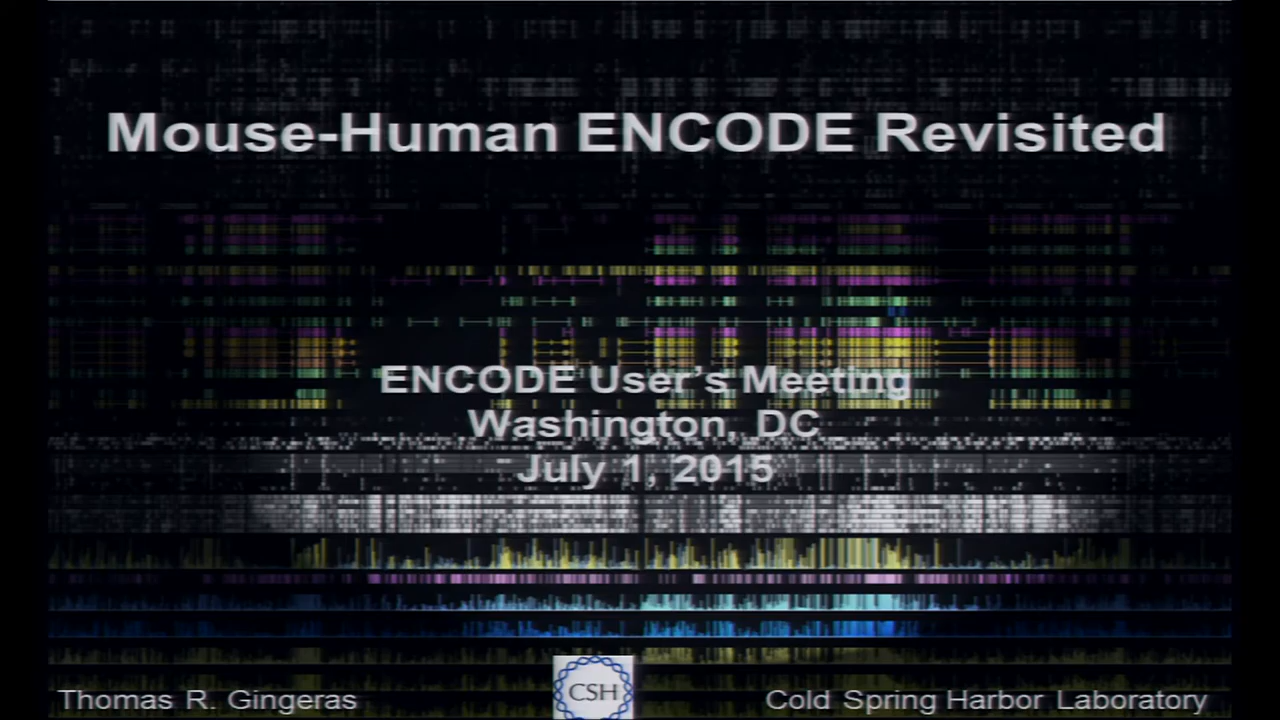 Mouse-Human ENCODE Revisited
ENCODE User's Meeting
Washington, DC
July 1, 2015
Thomas R. Gingeras
CSH
Cold Spring Harbor Laboratory